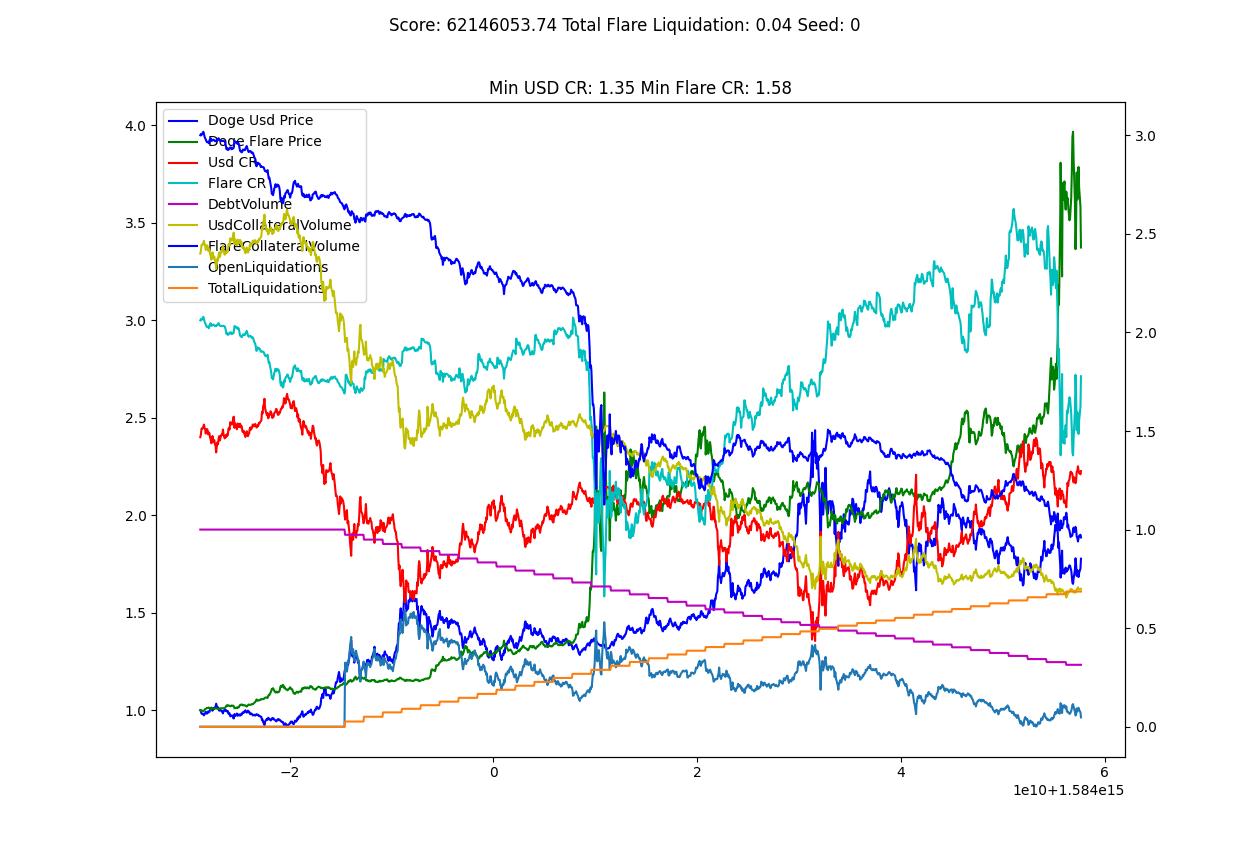 Score: 62146053.74 Total Flare Liquidation: 0.04 Seed: 0
Min USD CR: 1.35 Min Flare CR: 1.58
Doge Usd Price
Doge Flare Price
Usd CR
Flare CR
DebtVolume
UsdCollateralVolume
FlareCollateralVolume
OpenLiquidations
TotalLiquidations
4.0
3.5
3.0
2.5
2.0
1.5
1.0
3.0
2.5
2.0
1.5
1.0
0.5
0.0
−2
0
2
4
6
1e10+1.584e15